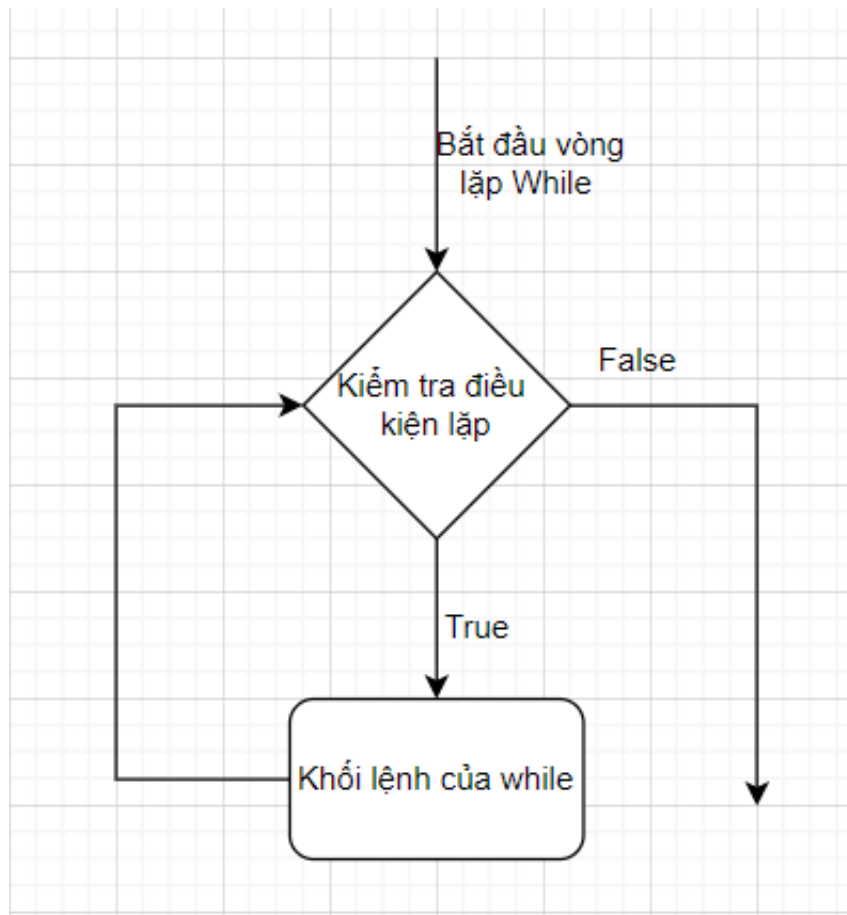 Bắt đầu vòng
lặp While
False
Kiểm tra điều
kiện lặp
True
Khối lệnh của while